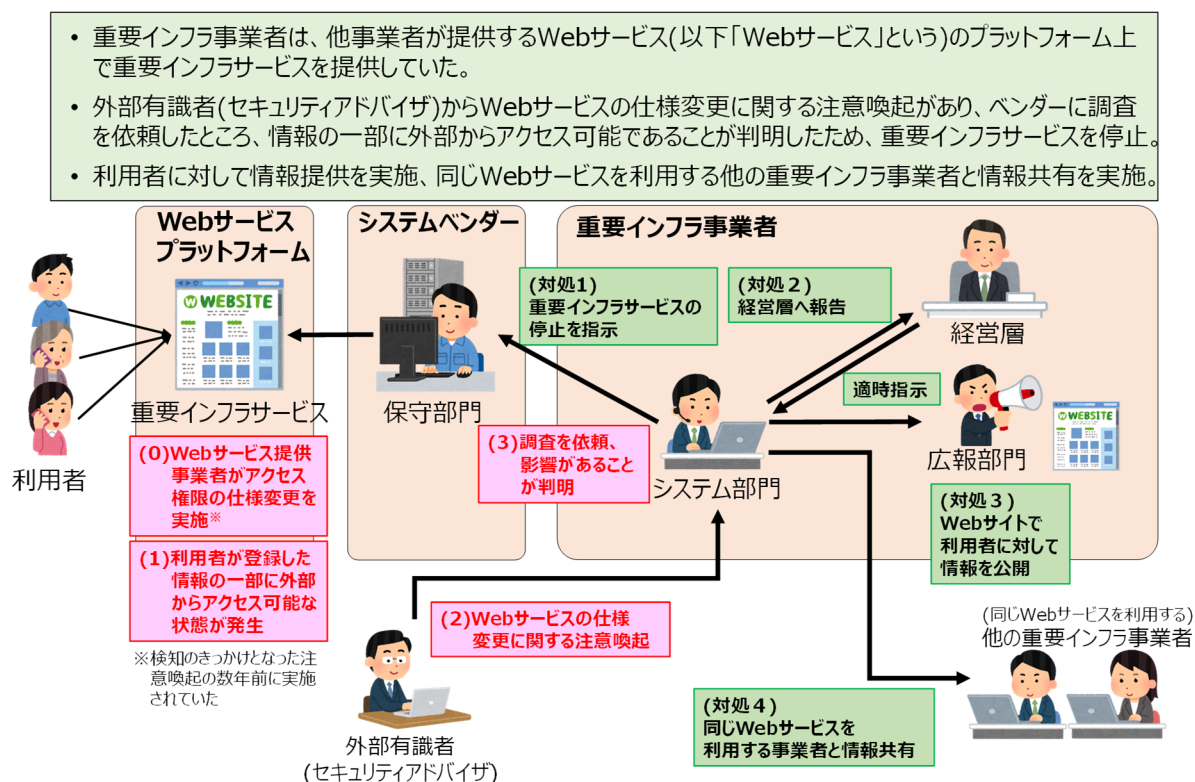 • 重要インフラ事業者は、他事業者が提供するWebサービス(以下「Webサービス」という)のプラットフォーム上
で重要インフラサービスを提供していた。
• 外部有識者(セキュリティアドバイザ)からWebサービスの仕様変更に関する注意喚起があり、ベンダーに調査
を依頼したところ、情報の一部に外部からアクセス可能であることが判明したため、重要インフラサービスを停止。
• 利用者に対して情報提供を実施、同じWebサービスを利用する他の重要インフラ事業者と情報共有を実施。
Webサービス
プラットフォーム
システムベンダー
重要インフラ事業者
WEBSITE
(対処1)
重要インフラサービスの
停止を指示
(対処２)
経営層へ報告
経営層
適時指示
重要インフラサービス
保守部門
利用者
(0)Webサービス提供
事業者がアクセス
権限の仕様変更を
実施※
(3)調査を依頼、
影響があること
が判明
システム部門
WEBSITE
広報部門
(対処３)
Webサイトで
利用者に対して
情報を公開
(1)利用者が登録した
情報の一部に外部
からアクセス可能な
状態が発生
(2)Webサービスの仕様
変更に関する注意喚起
※検知のきっかけとなった注
意喚起の数年前に実施
されていた
(同じWebサービスを利用する)
他の重要インフラ事業者
(対処４)
同じWebサービスを
利用する事業者と情報共有
外部有識者
(セキュリティアドバイザ)